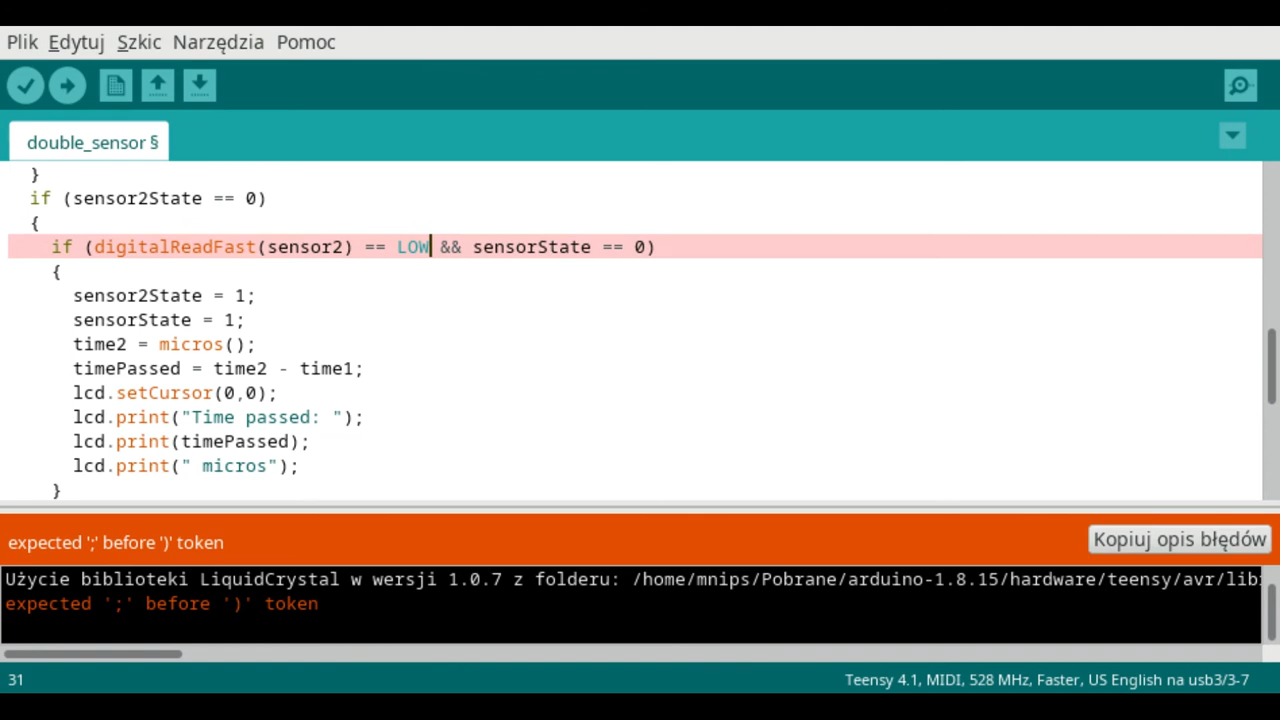 Plik Edytuj Szkic Narzędzia Pomoc
double_sensor §
}
if (sensor2State == 0)
{
if (digitalReadFast(sensor2) == LOW && sensorState == 0)
{
sensor2State = 1;
sensorState = 1;
time2 = micros();
timePassed = time2 - time1;
lcd.setCursor(0,0);
lcd.print("Time passed: ");
lcd.print(timePassed);
lcd.print(" micros");
}
expected ';' before ')' token
Kopiuj opis błędów
Użycie biblioteki LiquidCrystal w wersji 1.0.7 z folderu: /home/mnips/Pobrane/arduino-1.8.15/hardware/teensy/avr/lib
expected ';' before ')' token
31
Teensy 4.1, MIDI, 528 MHz, Faster, US English na usb3/3-7